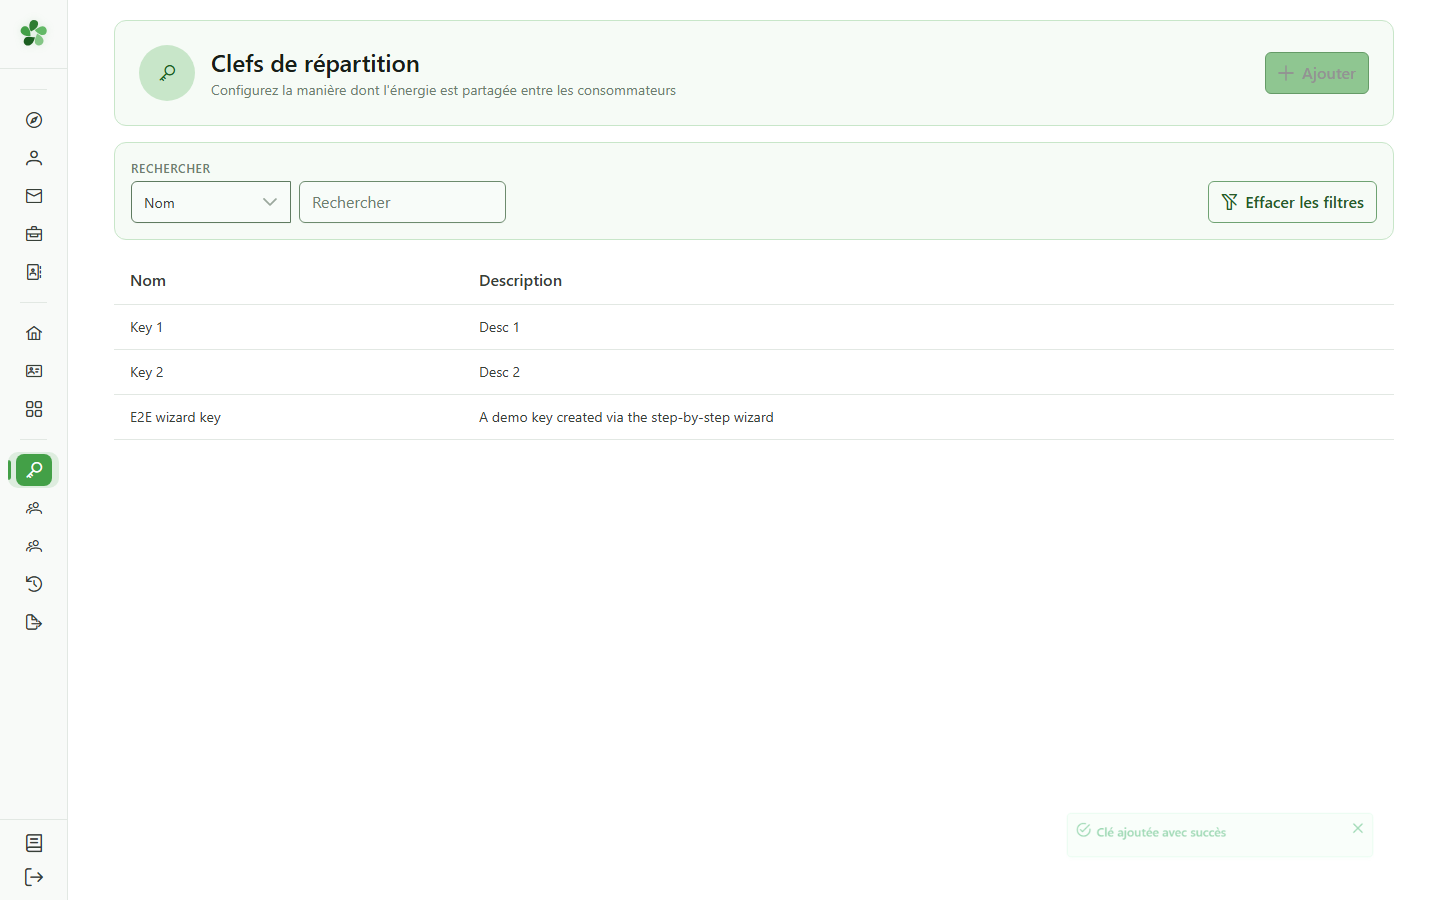 Clefs de répartition
Configurez la manière dont l'énergie est partagée entre les consommateurs
Ajouter
RECHERCHER
Nom
Rechercher
Effacer les filtres
Nom Description
Key 1 Desc 1
Key 2 Desc 2
E2E wizard key A demo key created via the step-by-step wizard
Clé ajoutée avec succès